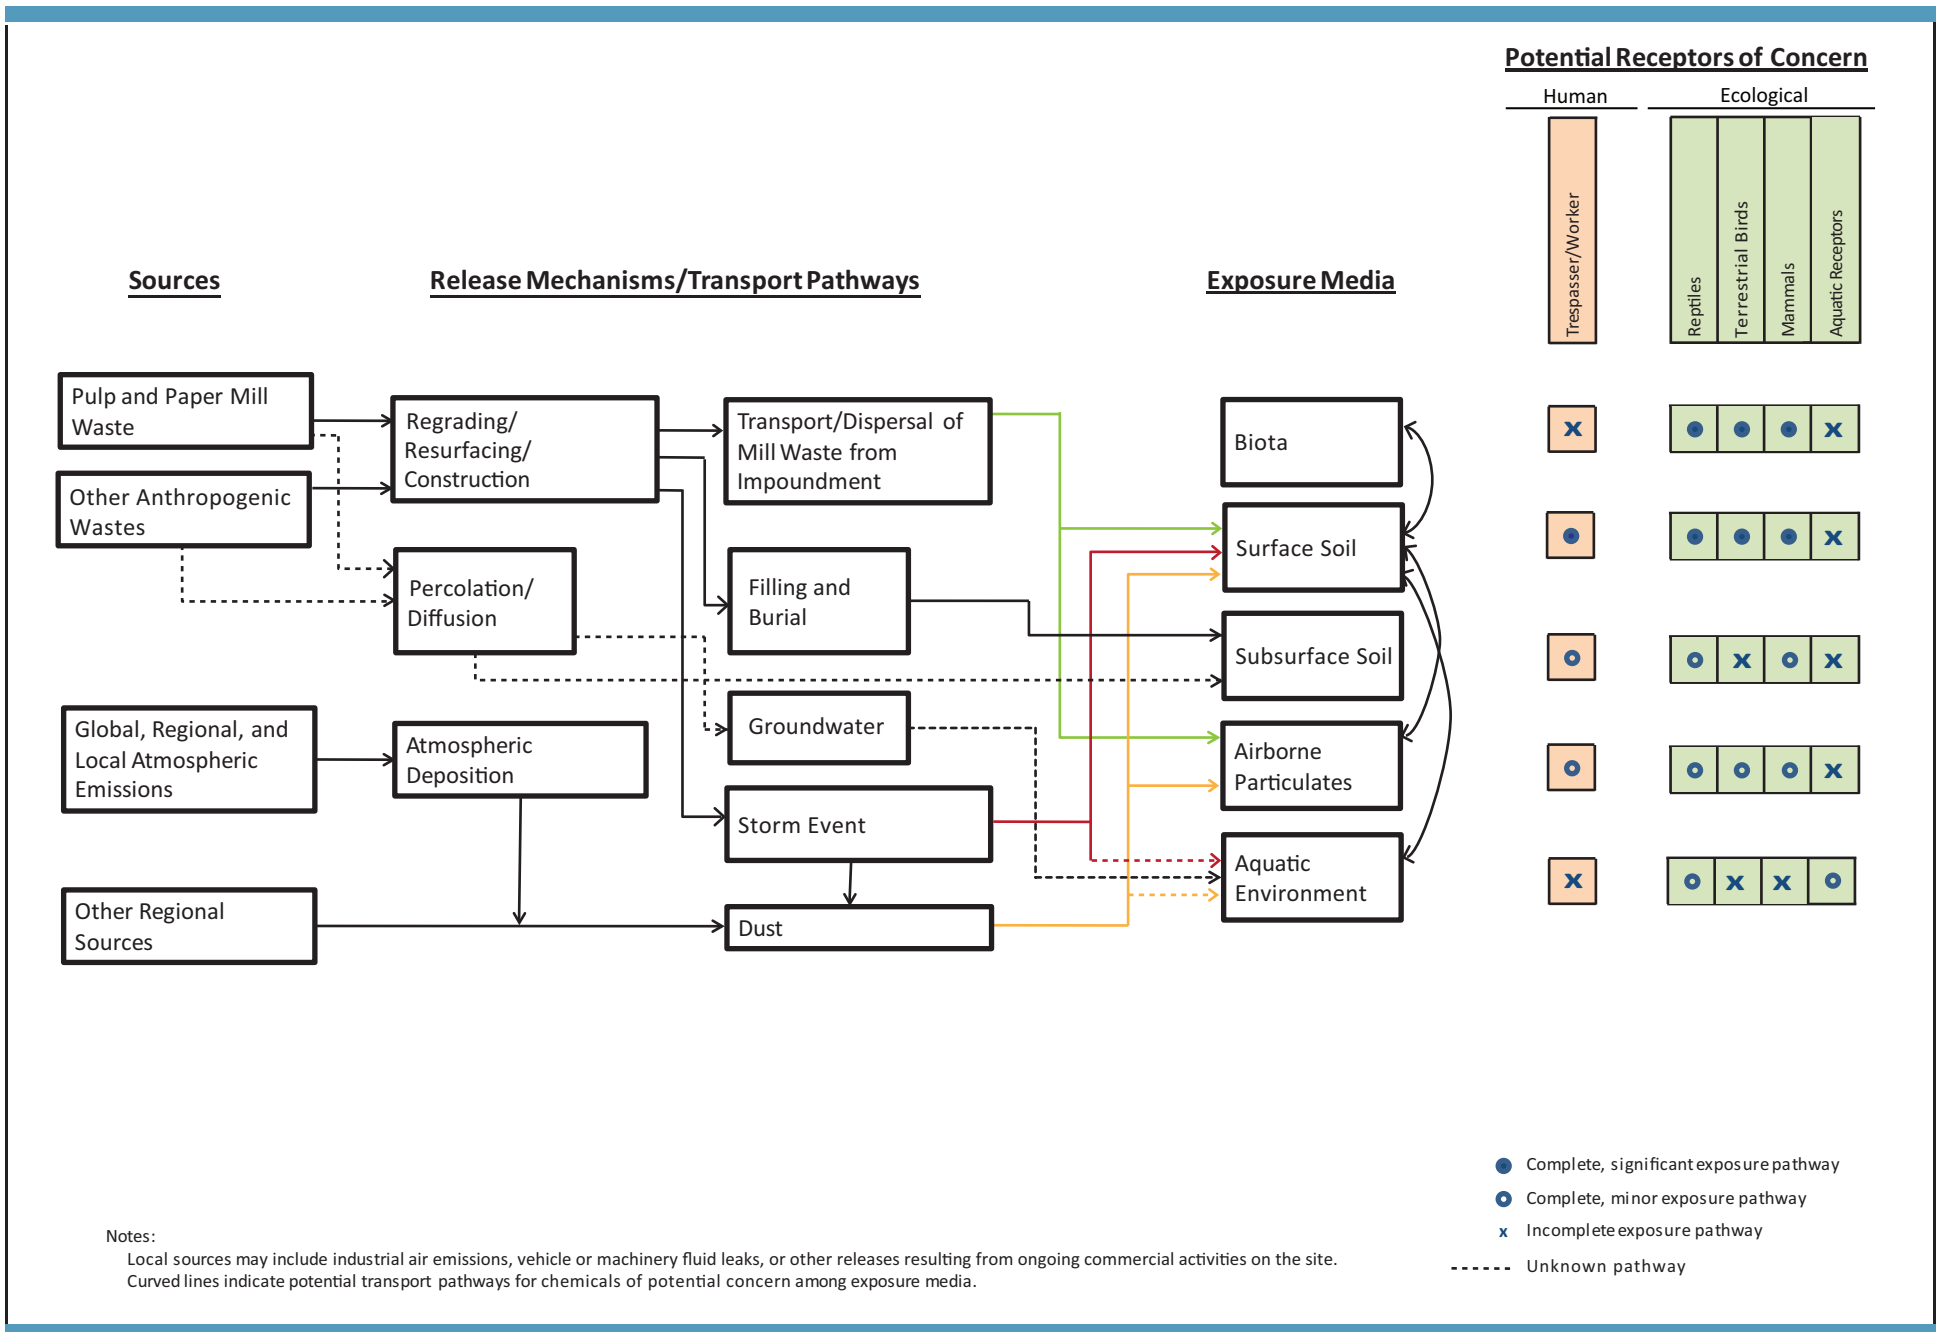 Potential Receptors of Concern
Human
Ecological
Trespasser/Worker
Reptiles
Terrestrial Birds
Mammals
Aquatic Receptors
Sources
Release Mechanisms/Transport Pathways
Exposure Media
Pulp and Paper Mill
Waste
Other Anthropogenic
Wastes
Global, Regional, and
Local Atmospheric
Emissions
Other Regional
Sources
Regrading/
Resurfacing/
Construction
Percolation/
Diffusion
Atmospheric
Deposition
Transport/Dispersal of
Mill Waste from
Impoundment
Filling and
Burial
Groundwater
Storm Event
Dust
Biota
Surface Soil
Subsurface Soil
Airborne
Particulates
Aquatic
Environment
x x
x
x x
x
x x x
Complete, significant exposure pathway
Complete, minor exposure pathway
x Incomplete exposure pathway
Unknown pathway
Notes:
Local sources may include industrial air emissions, vehicle or machinery fluid leaks, or other releases resulting from ongoing commercial activities on the site.
Curved lines indicate potential transport pathways for chemicals of potential concern among exposure media.